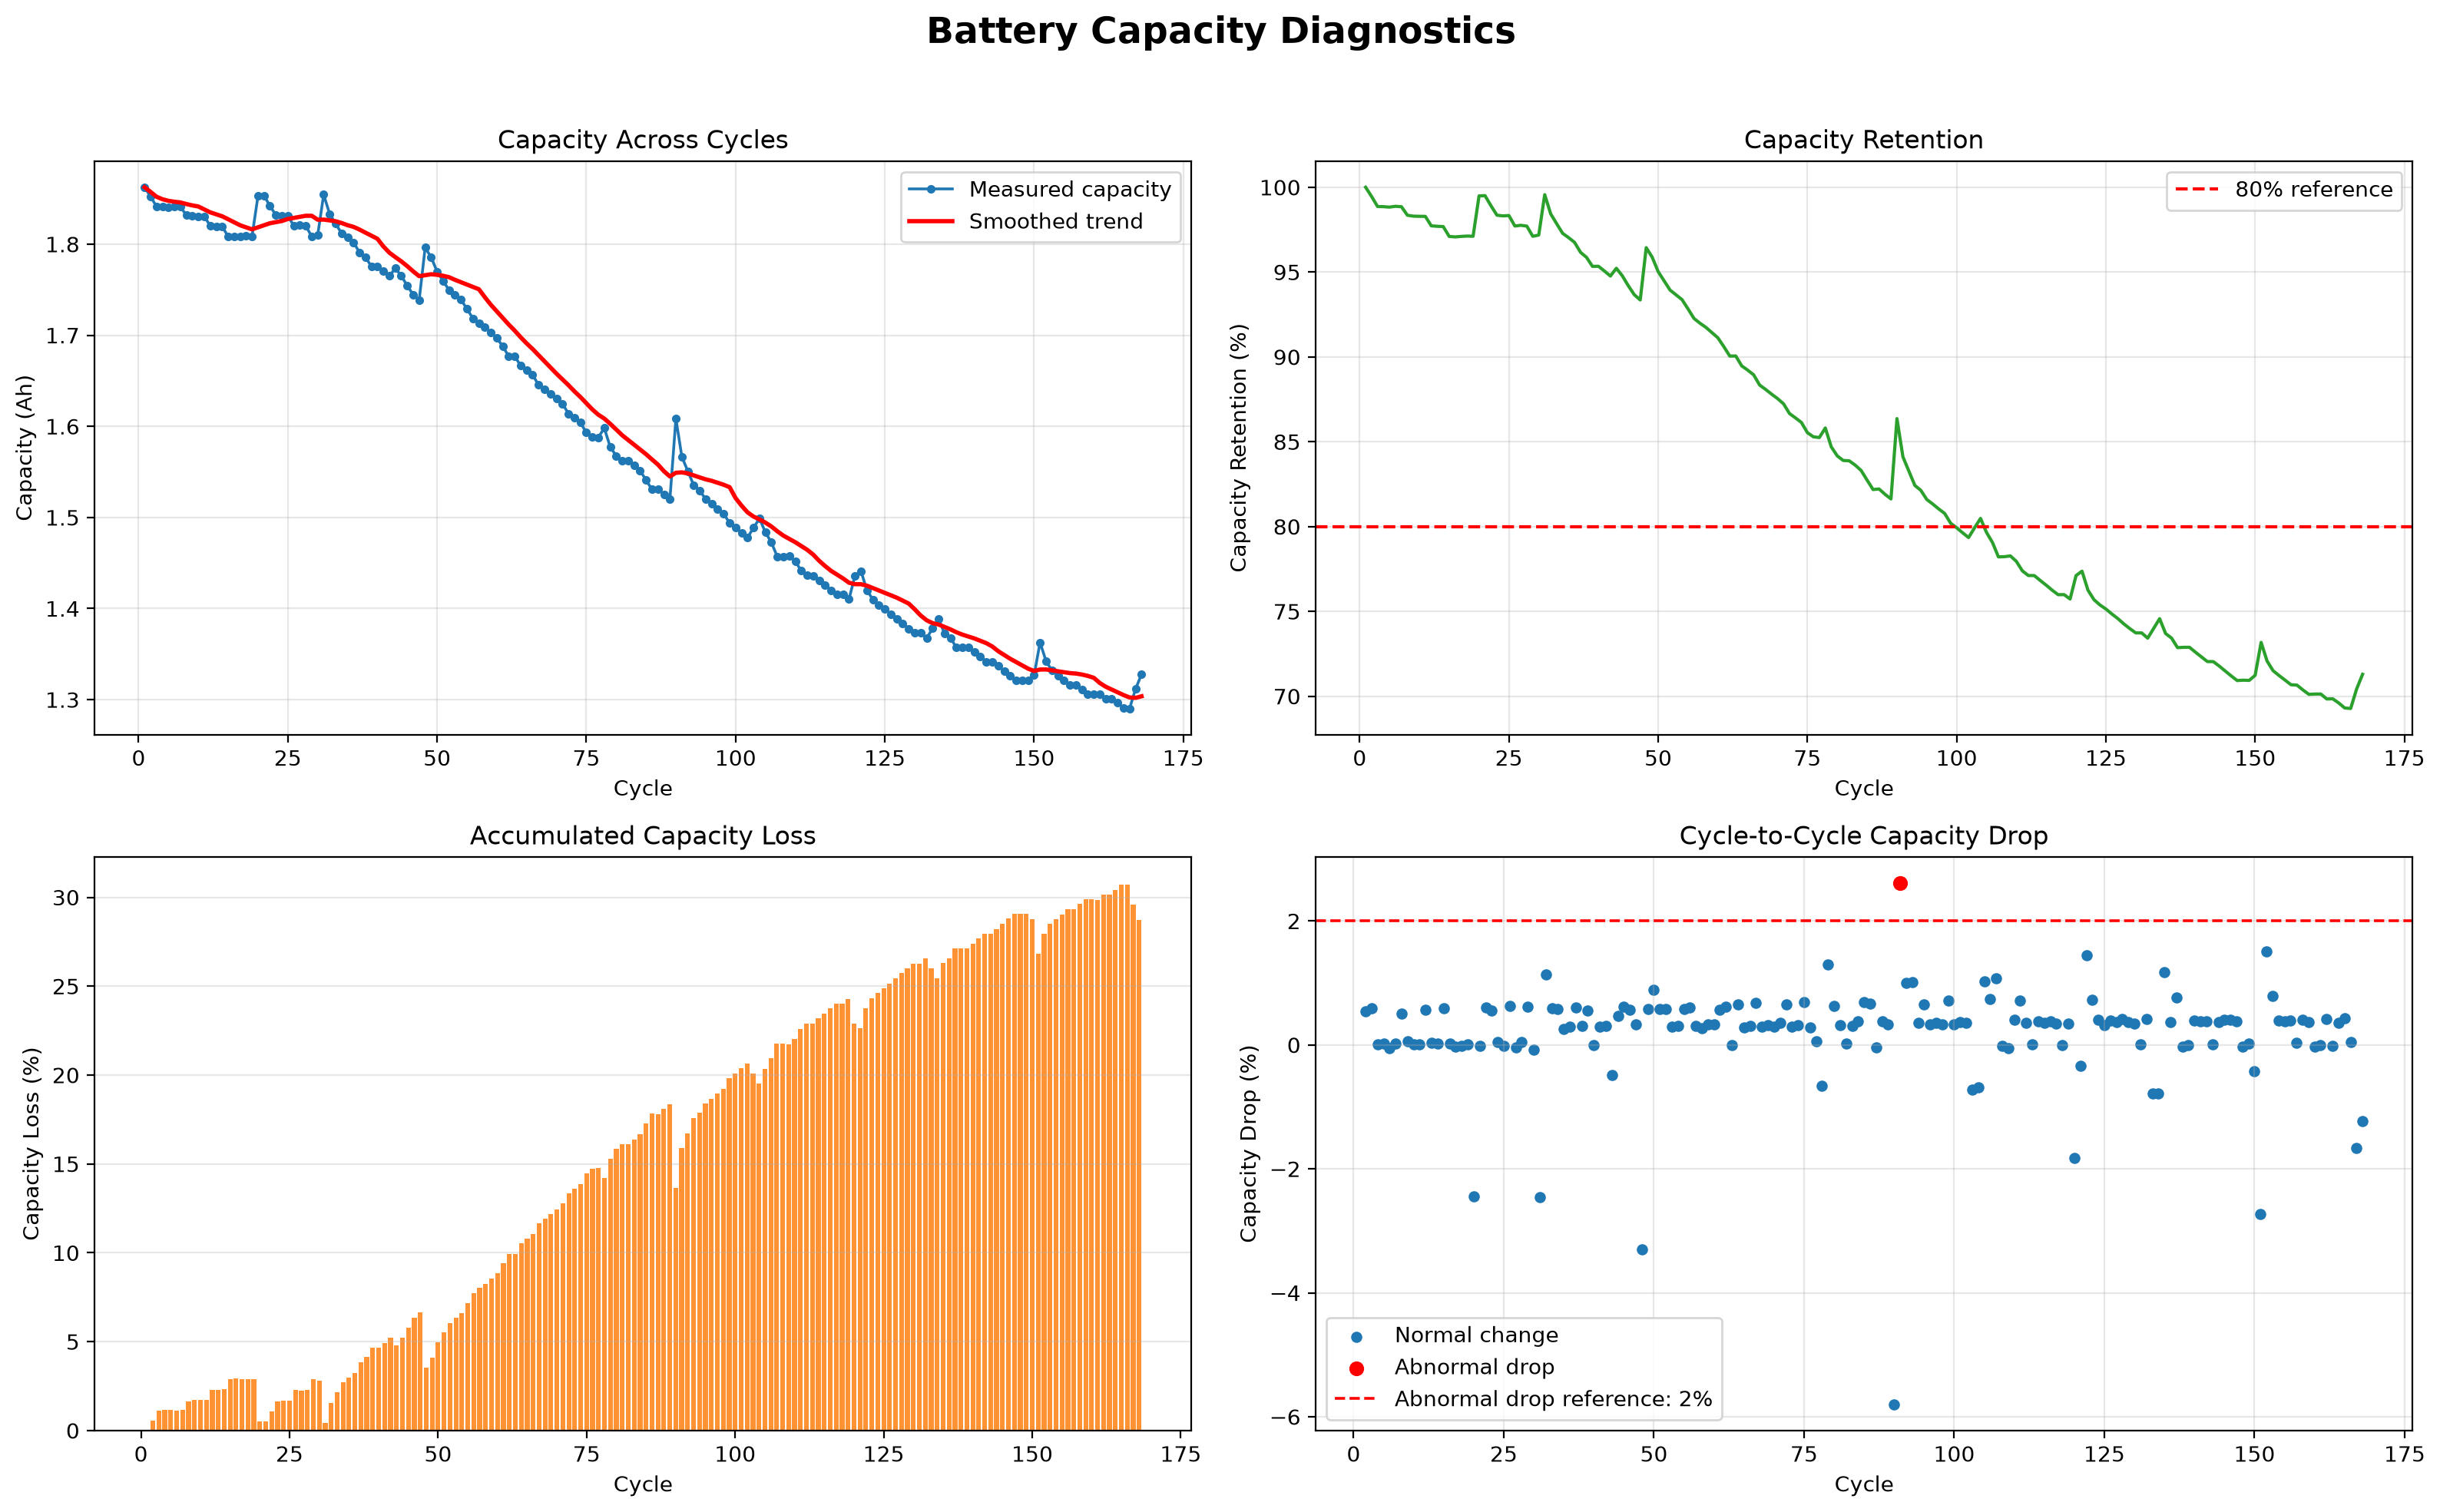 Battery Capacity Diagnostics
Capacity Across Cycles
Measured capacity
Smoothed trend
Capacity (Ah)
1.8
1.7
1.6
1.5
1.4
1.3
0 25 50 75 100 125 150 175
Cycle
Capacity Retention
80% reference
Capacity Retention (%)
100
95
90
85
80
75
70
0 25 50 75 100 125 150 175
Cycle
Accumulated Capacity Loss
Capacity Loss (%)
30
25
20
15
10
5
0
0 25 50 75 100 125 150 175
Cycle
Cycle-to-Cycle Capacity Drop
Capacity Drop (%)
2
0
−2
−4
−6
Normal change
Abnormal drop
Abnormal drop reference: 2%
0 25 50 75 100 125 150 175
Cycle